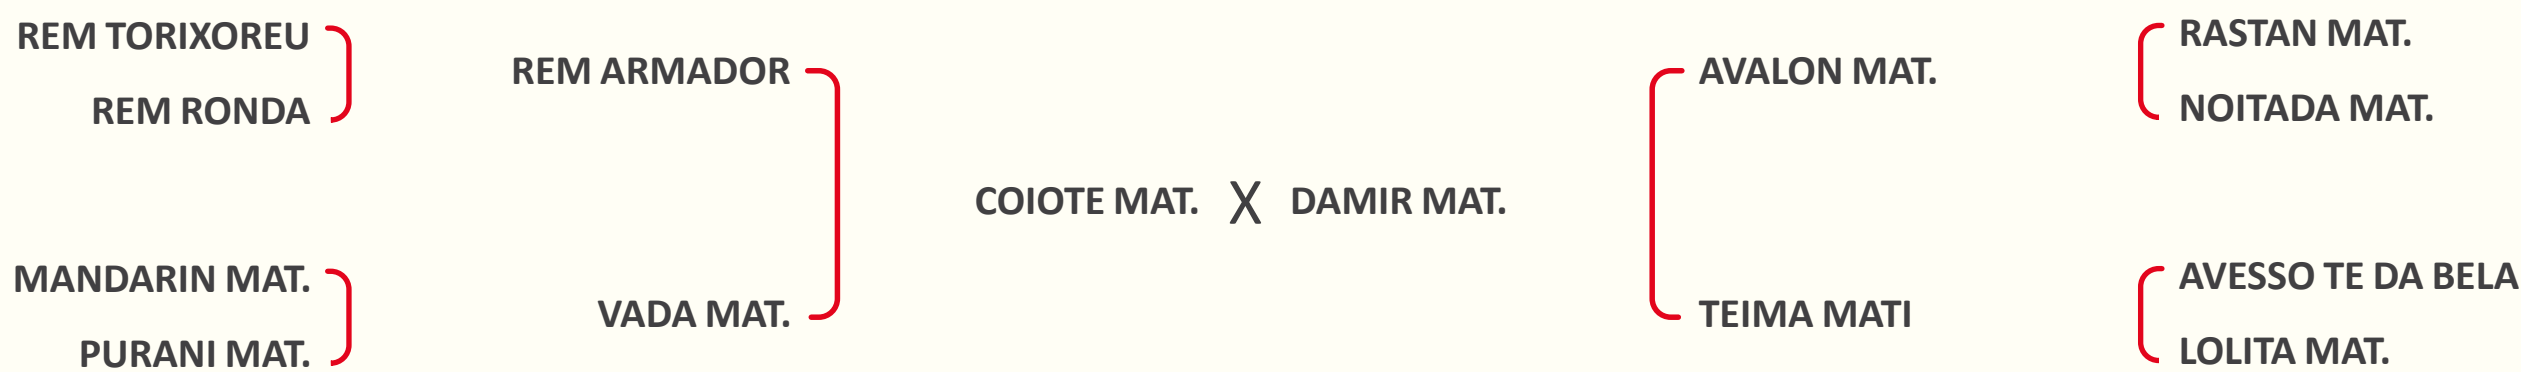 REM TORIXOREU
REM RONDA
MANDARIN MAT.
PURANI MAT.
REM ARMADOR
VADA MAT.
COIOTE MAT. X DAMIR MAT.
AVALON MAT.
TEIMA MATI
RASTAN MAT.
NOITADA MAT.
AVESSO TE DA BELA
LOLITA MAT.